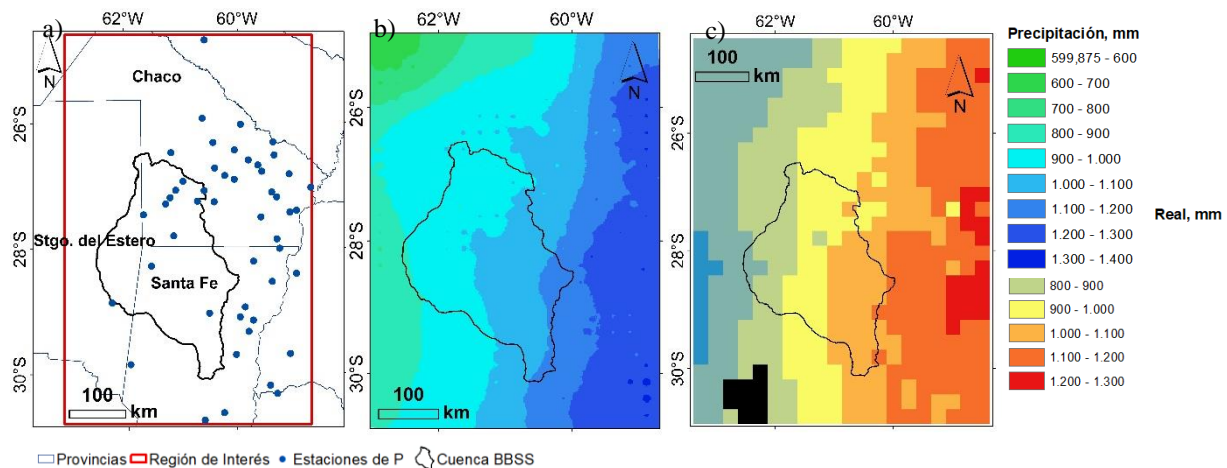 a)
62°W 60°W
N
Chaco
26°S
Stgo. del Estero
28°S
Santa Fe
30°S
100
km
b)
62°W 60°W
N
26°S
28°S
30°S
100
km
c)
62°W 60°W
100
km
N
26°S
28°S
30°S
Precipitación, mm
599,875 - 600
600 - 700
700 - 800
800 - 900
900 - 1.000
1.000 - 1.100
1.100 - 1.200
1.200 - 1.300
1.300 - 1.400
Real, mm
800 - 900
900 - 1.000
1.000 - 1.100
1.100 - 1.200
1.200 - 1.300
Provincias Región de Interés Estaciones de P Cuenca BBSS